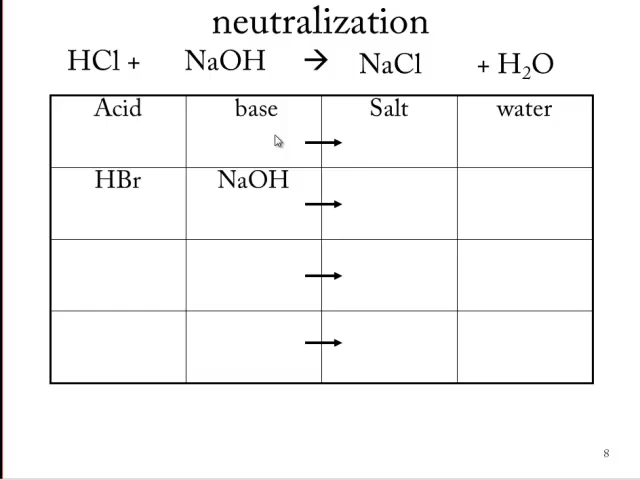 neutralization
HCl + NaOH → NaCl + H₂O
Acid base Salt water
HBr NaOH
8